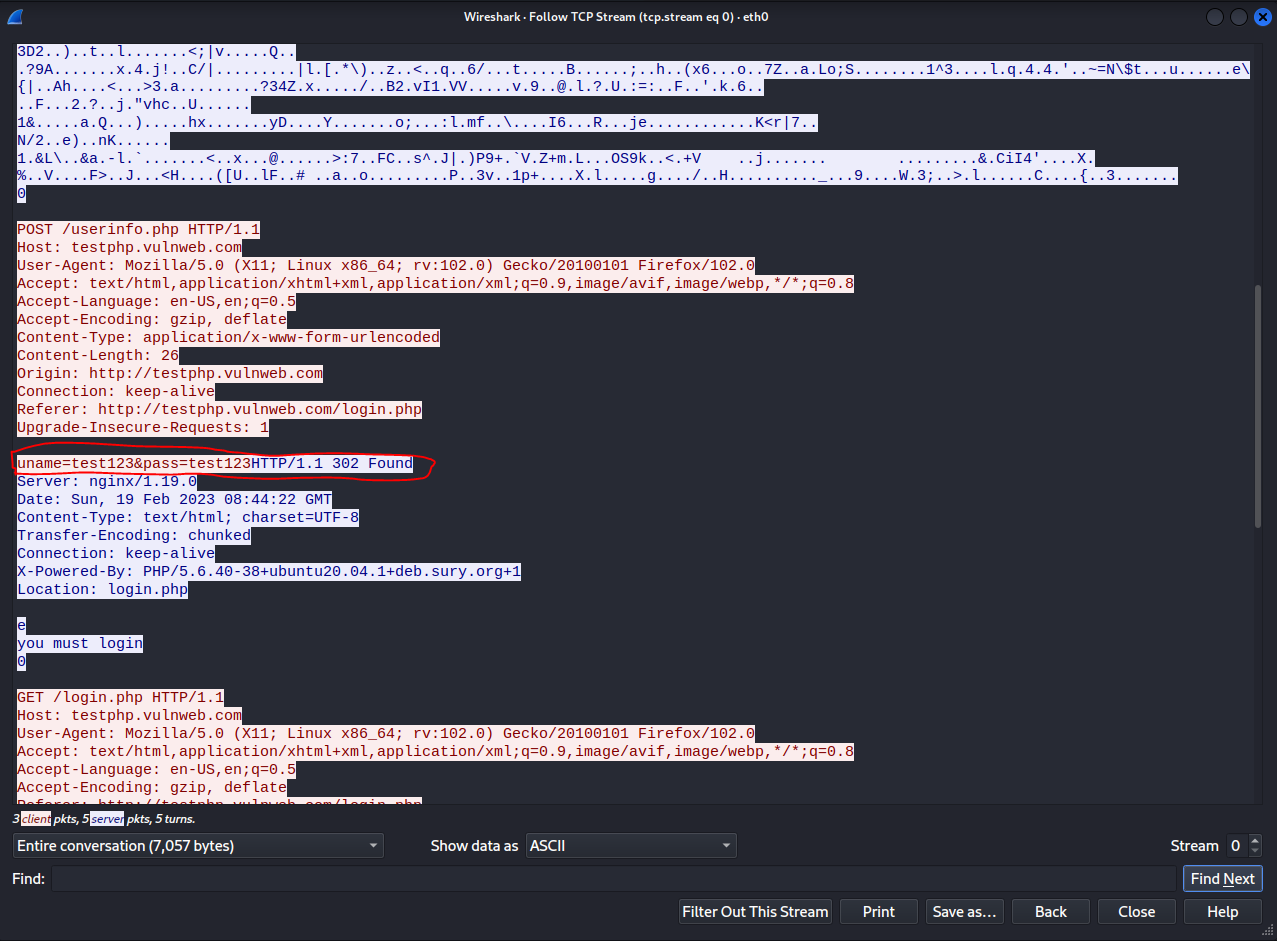 Wireshark · Follow TCP Stream (tcp.stream eq 0) · eth0
3D2..)..t..l.......<;|v.....Q..
.?9A.......x.4.j!..C/|.........|l.[.*\)..z..<..q..6/...t.....B......;..h..(x6...o..7Z..a.Lo;S........1^3....l.q.4.4.'..~=N\$t...u......e\
{|..Ah....<...>3.a.........?34Z.x...../..B2.vI1.VV.....v.9..@.l.?.U.:=:..F..'.k.6..
..F...2.?..j."vhc..U......
1&.....a.Q...).....hx.......yD....Y.......o;...:l.mf..\....I6...R...je............K<r|7..
N/2..e)..nK......
1.&L\..&a.-l.`.......<..x...@......>:7..FC..s^.J|.)P9+.`V.Z+m.L...OS9k..<.+V ..j....... .........&.CiI4'....X.
%..V....F>..J...<H....([U..lF..# ..a..o.........P..3v..1p+....X.l.....g..../..H.........._...9....W.3;..>.l......C....{..3.......
0
POST /userinfo.php HTTP/1.1
Host: testphp.vulnweb.com
User-Agent: Mozilla/5.0 (X11; Linux x86_64; rv:102.0) Gecko/20100101 Firefox/102.0
Accept: text/html,application/xhtml+xml,application/xml;q=0.9,image/avif,image/webp,*/*;q=0.8
Accept-Language: en-US,en;q=0.5
Accept-Encoding: gzip, deflate
Content-Type: application/x-www-form-urlencoded
Content-Length: 26
Origin: http://testphp.vulnweb.com
Connection: keep-alive
Referer: http://testphp.vulnweb.com/login.php
Upgrade-Insecure-Requests: 1
uname=test123&pass=test123HTTP/1.1 302 Found
Server: nginx/1.19.0
Date: Sun, 19 Feb 2023 08:44:22 GMT
Content-Type: text/html; charset=UTF-8
Transfer-Encoding: chunked
Connection: keep-alive
X-Powered-By: PHP/5.6.40-38+ubuntu20.04.1+deb.sury.org+1
Location: login.php
e
you must login
0
GET /login.php HTTP/1.1
Host: testphp.vulnweb.com
User-Agent: Mozilla/5.0 (X11; Linux x86_64; rv:102.0) Gecko/20100101 Firefox/102.0
Accept: text/html,application/xhtml+xml,application/xml;q=0.9,image/avif,image/webp,*/*;q=0.8
Accept-Language: en-US,en;q=0.5
Accept-Encoding: gzip, deflate
Referer: http://testphp.vulnweb.com/login.php
3 client pkts, 5 server pkts, 5 turns.
Entire conversation (7,057 bytes) Show data as ASCII Stream 0
Find: Find Next
Filter Out This Stream Print Save as... Back Close Help